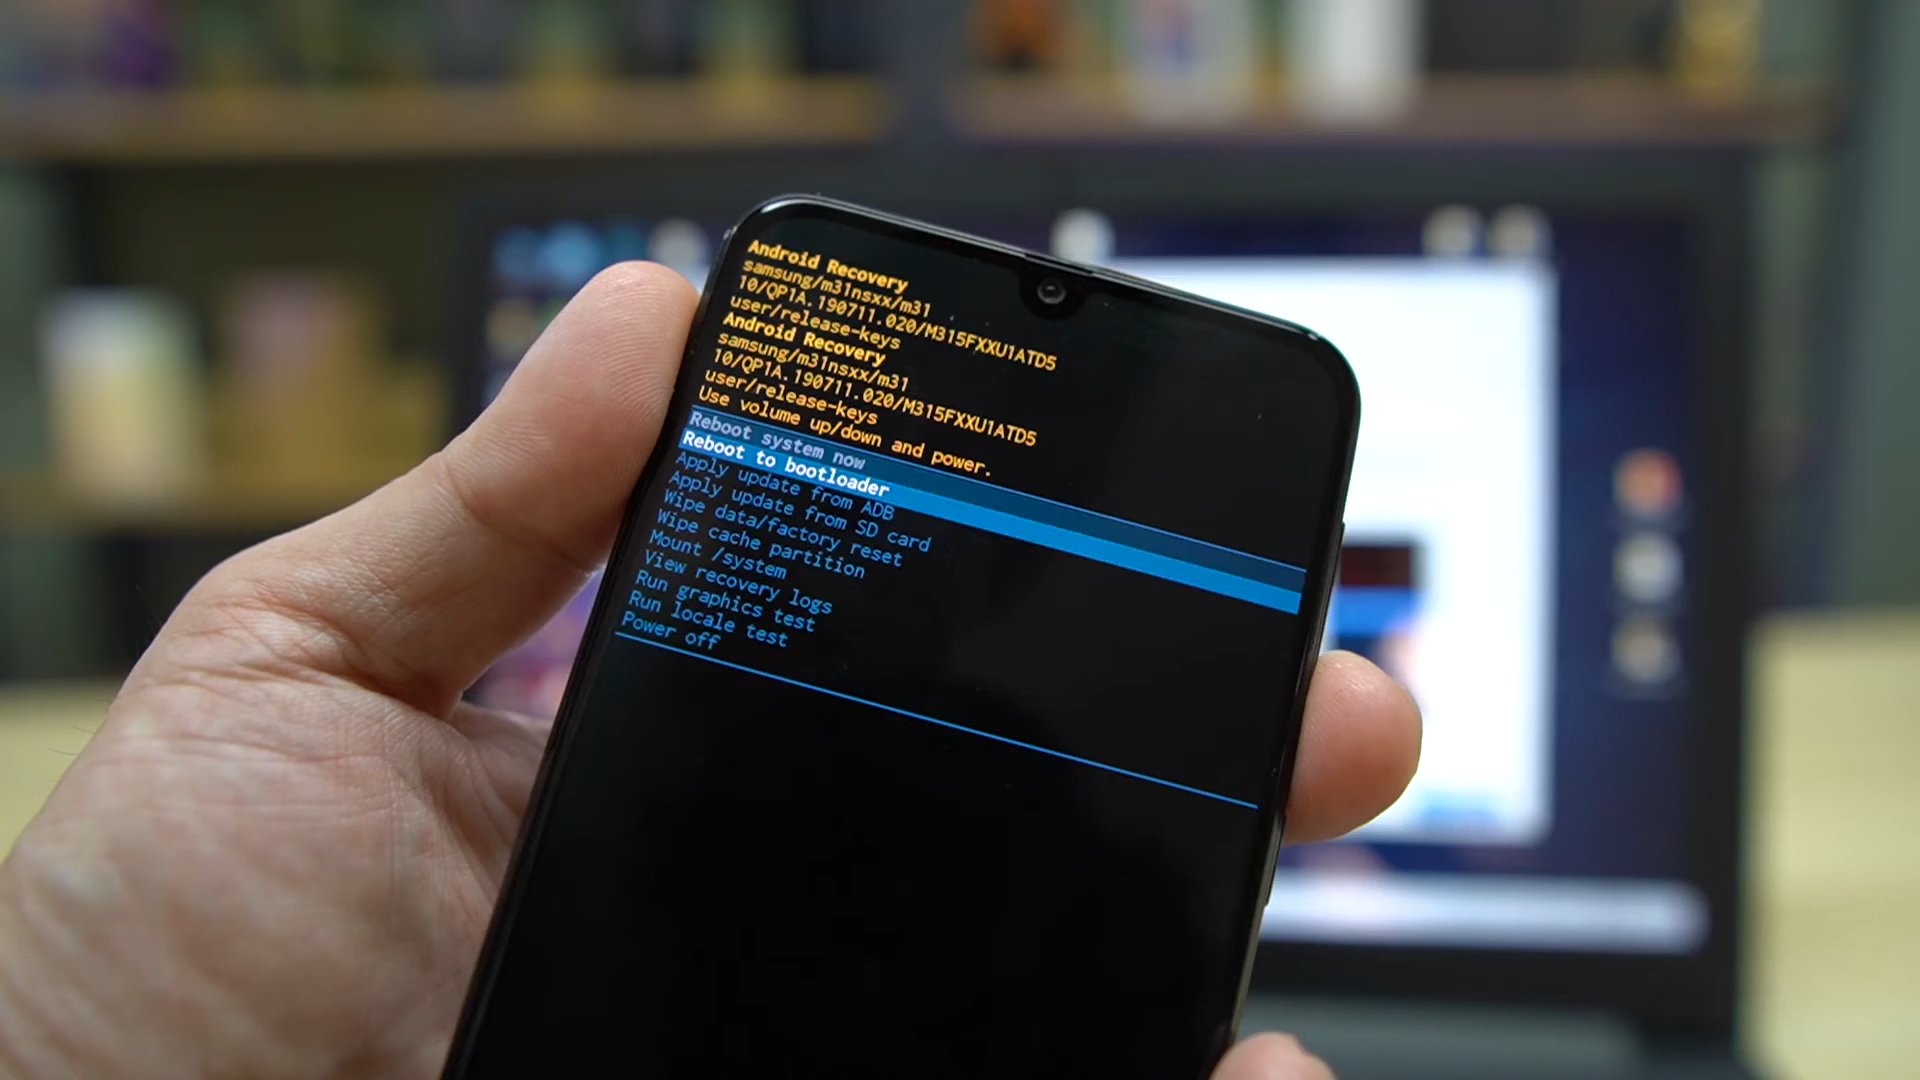 Android Recovery
samsung/m31nsxx/m31
10/QP1A.190711.020/M315FXXU1ATD5
user/release-keys
Android Recovery
samsung/m31nsxx/m31
10/QP1A.190711.020/M315FXXU1ATD5
user/release-keys
Use volume up/down and power.
Reboot system now
Reboot to bootloader
Apply update from ADB
Apply update from SD card
Wipe data/factory reset
Wipe cache partition
Mount /system
View recovery logs
Run graphics test
Run locale test
Power off